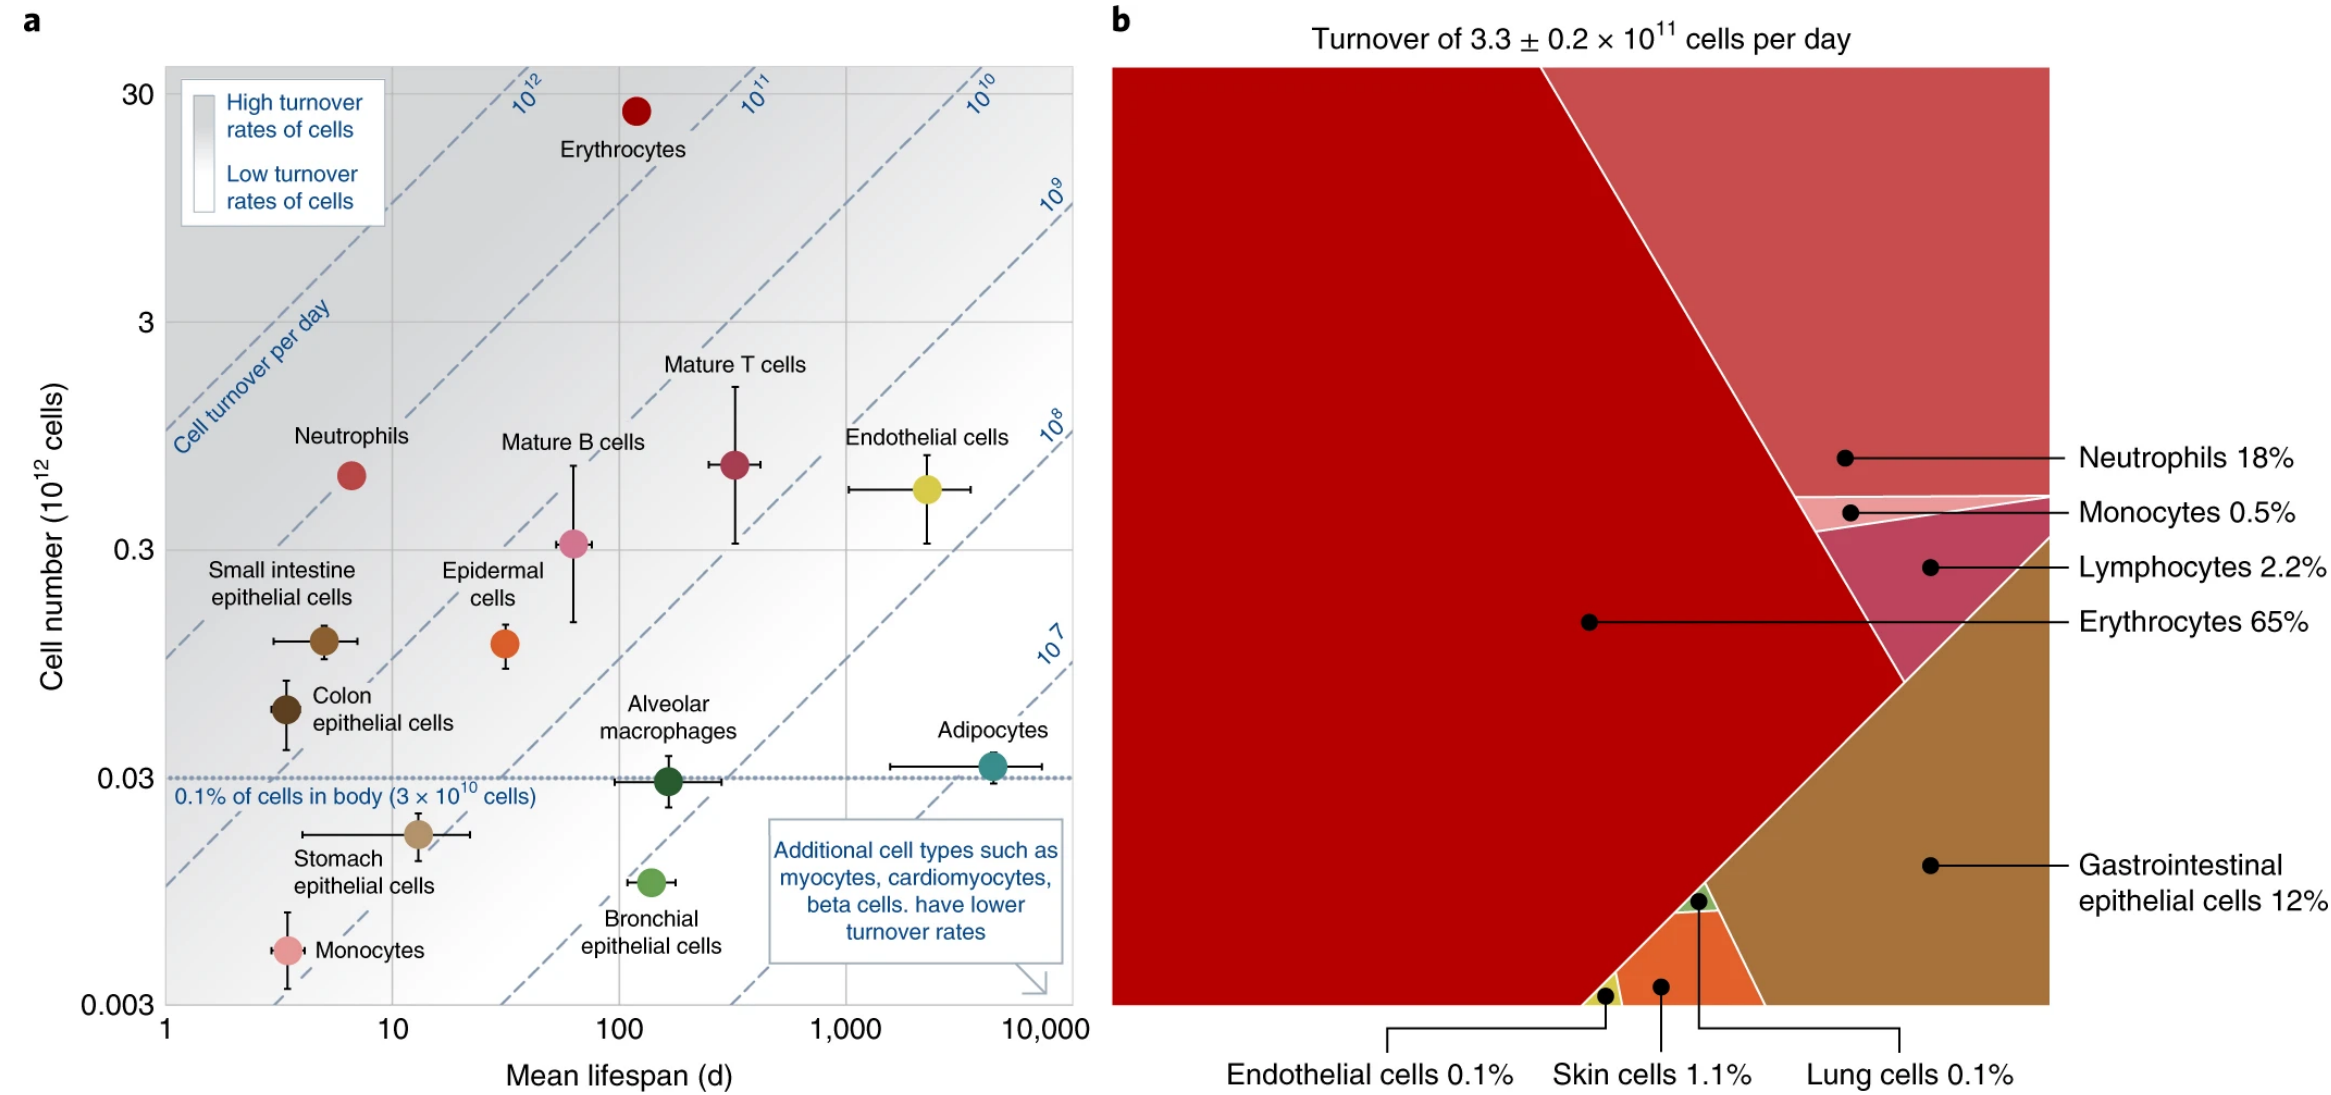 a
High turnover
rates of cells
Low turnover
rates of cells
Cell turnover per day
10¹²
10¹¹
10¹⁰
10⁹
10⁸
10⁷
Erythrocytes
Mature T cells
Neutrophils
Mature B cells
Endothelial cells
Small intestine
epithelial cells
Epidermal
cells
Colon
epithelial cells
Alveolar
macrophages
Adipocytes
0.1% of cells in body (3 × 10¹⁰ cells)
Stomach
epithelial cells
Bronchial
epithelial cells
Monocytes
Additional cell types such as
myocytes, cardiomyocytes,
beta cells. have lower
turnover rates
30
3
0.3
0.03
0.003
Cell number (10¹² cells)
1
10
100
1,000
10,000
Mean lifespan (d)
b
Turnover of 3.3 ± 0.2 × 10¹¹ cells per day
Neutrophils 18%
Monocytes 0.5%
Lymphocytes 2.2%
Erythrocytes 65%
Gastrointestinal
epithelial cells 12%
Endothelial cells 0.1%
Skin cells 1.1%
Lung cells 0.1%